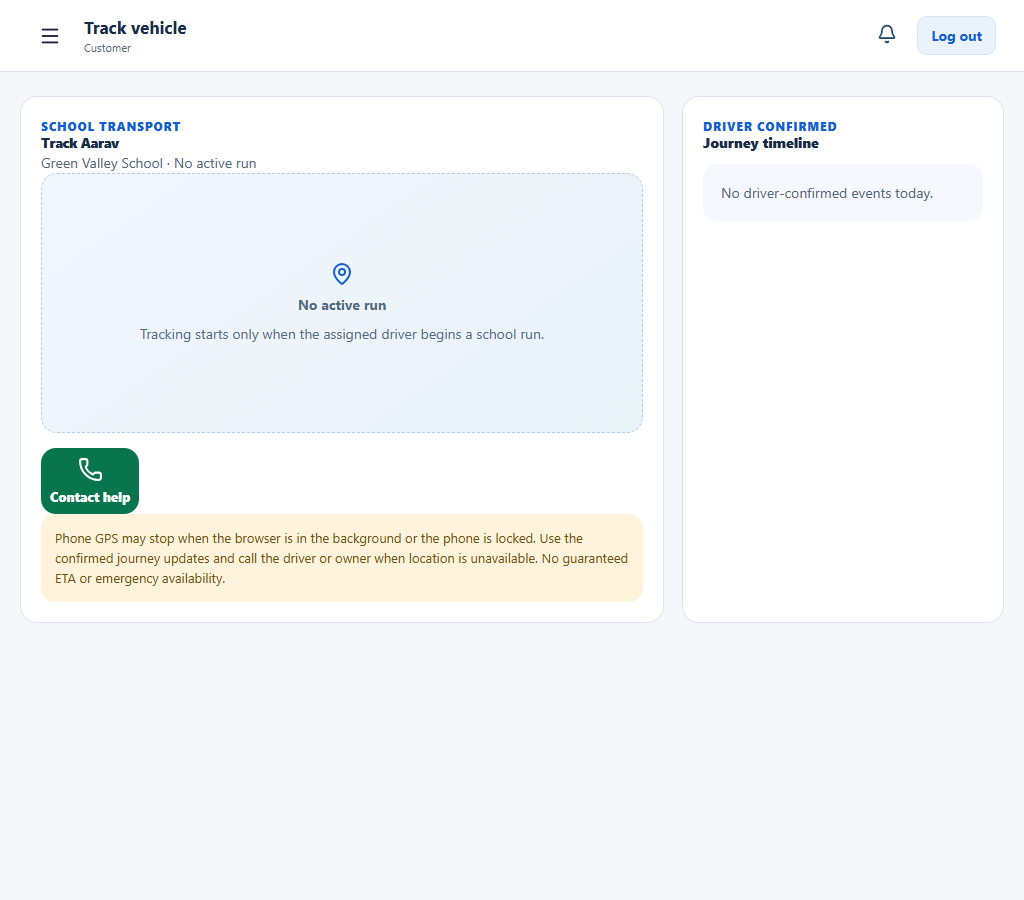 Track vehicle
Customer
Log out
SCHOOL TRANSPORT
Track Aarav
Green Valley School · No active run
No active run
Tracking starts only when the assigned driver begins a school run.
Contact help
Phone GPS may stop when the browser is in the background or the phone is locked. Use the
confirmed journey updates and call the driver or owner when location is unavailable. No guaranteed
ETA or emergency availability.
DRIVER CONFIRMED
Journey timeline
No driver-confirmed events today.